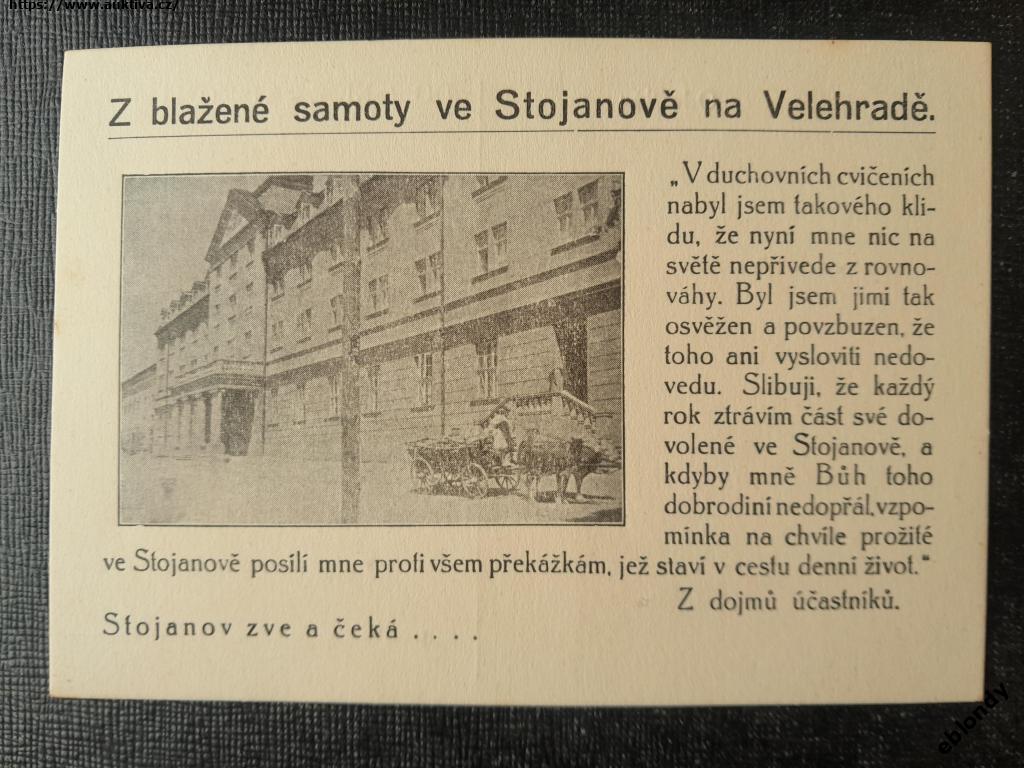 https://www.auktiva.cz/
Z blažené samoty ve Stojanově na Velehradě.
„V duchovních cvičeních
nabyl jsem takového kli-
du, že nyní mne nic na
světě nepřivede z rovno-
váhy. Byl jsem jimi tak
osvěžen a povzbuzen, že
toho ani vysloviti nedo-
vedu. Slibuji, že každý
rok ztrávím část své do-
volené ve Stojanově, a
kdyby mně Bůh toho
dobrodiní nedopřál, vzpo-
mínka na chvíle prožité
ve Stojanově posílí mne proti všem překážkám, jež staví v cestu denní život.“
Z dojmů účastníků.
Stojanov zve a čeká . . . .
eblondy